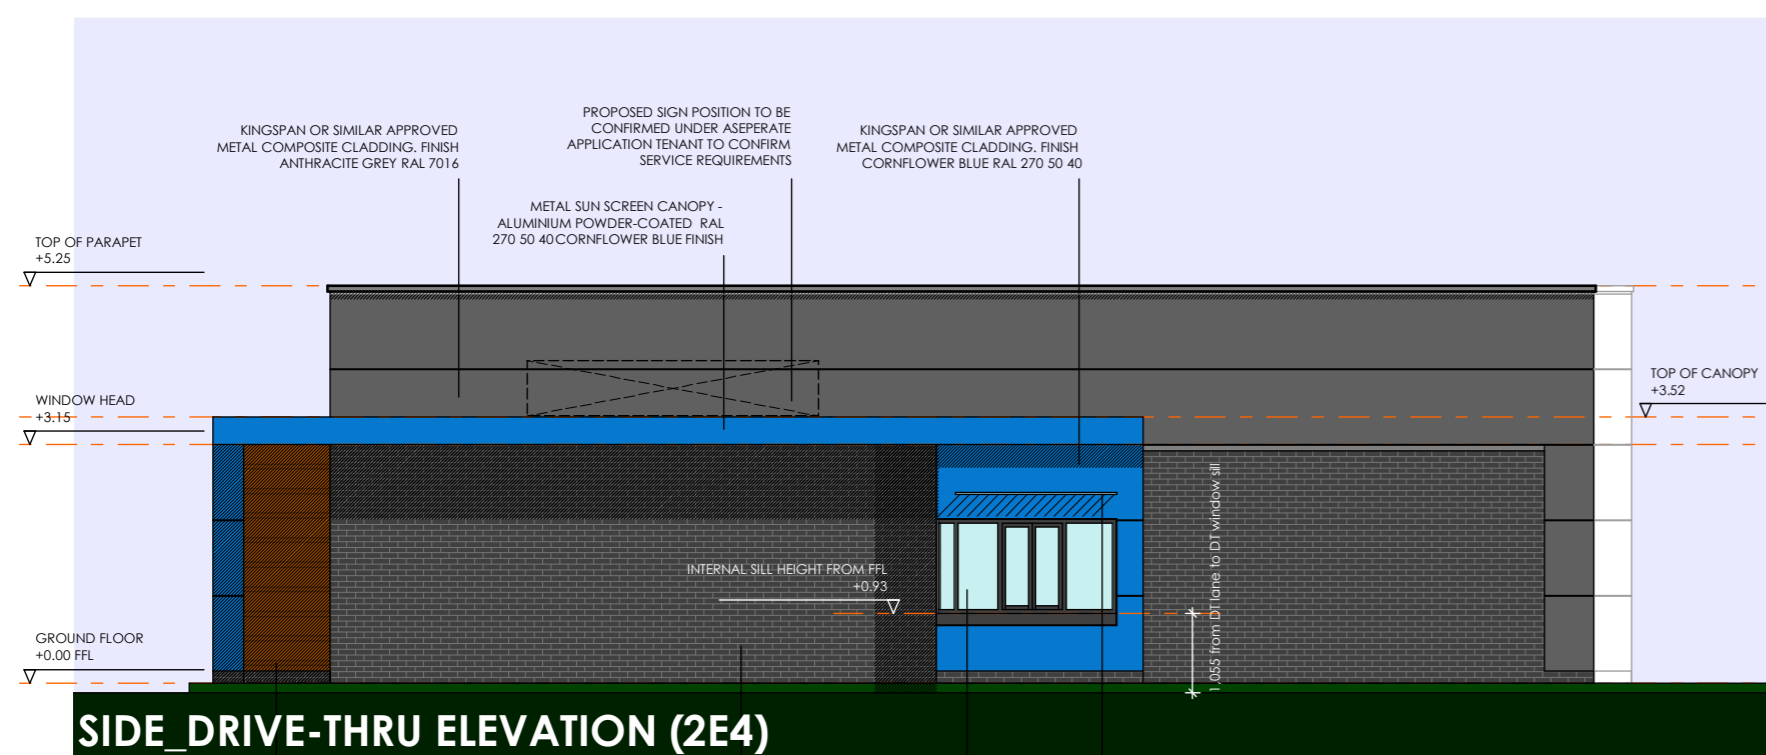 PROPOSED SIGN POSITION TO BE
CONFIRMED UNDER ASEPERATE
APPLICATION TENANT TO CONFIRM
SERVICE REQUIREMENTS
KINGSPAN OR SIMILAR APPROVED
METAL COMPOSITE CLADDING. FINISH
ANTHRACITE GREY RAL 7016
KINGSPAN OR SIMILAR APPROVED
METAL COMPOSITE CLADDING. FINISH
CORNFLOWER BLUE RAL 270 50 40
METAL SUN SCREEN CANOPY -
ALUMINIUM POWDER-COATED RAL
270 50 40CORNFLOWER BLUE FINISH
TOP OF PARAPET
+5.25
TOP OF CANOPY
+3.52
WINDOW HEAD
+3.15
INTERNAL SILL HEIGHT FROM FFL
+0.93
1.055 from DT lane to DT window sill
GROUND FLOOR
+0.00 FFL
SIDE_DRIVE-THRU ELEVATION (2E4)